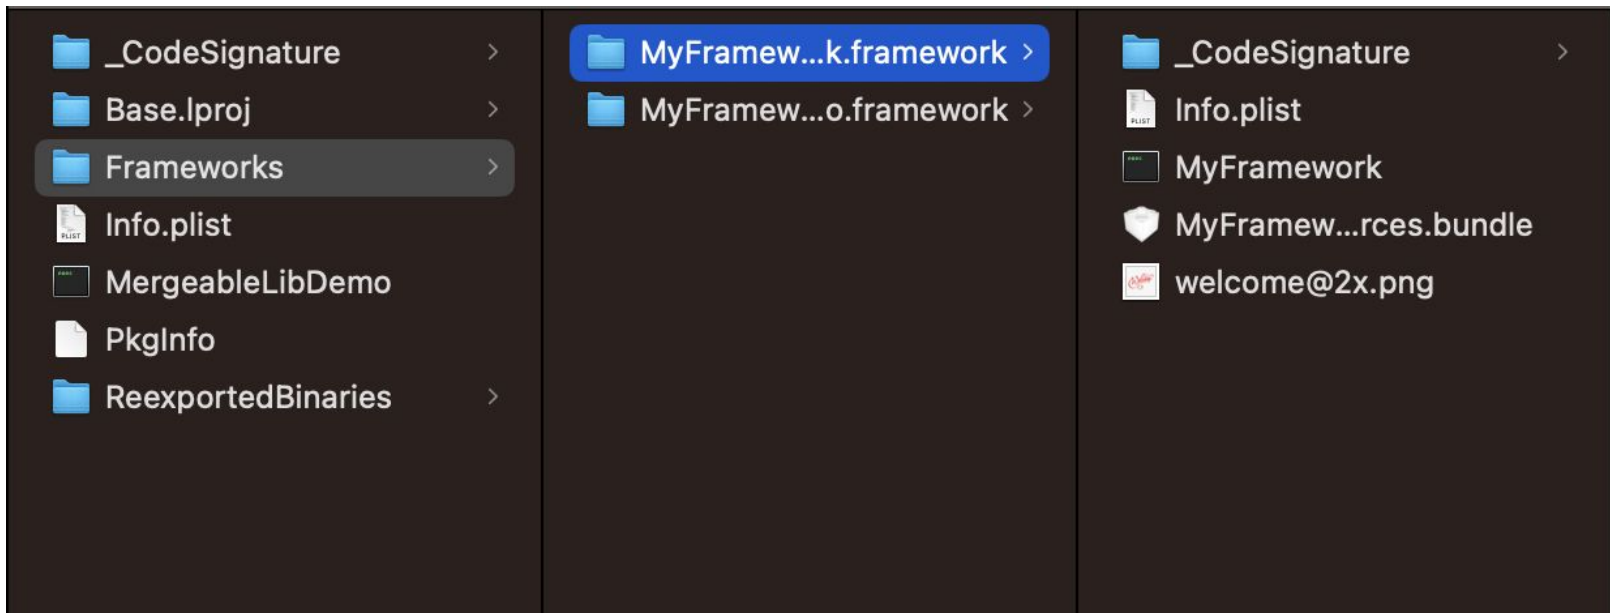 _CodeSignature
Base.lproj
Frameworks
Info.plist
MergeableLibDemo
PkgInfo
ReexportedBinaries
MyFramew...k.framework
MyFramew...o.framework
_CodeSignature
Info.plist
MyFramework
MyFramew...rces.bundle
welcome@2x.png